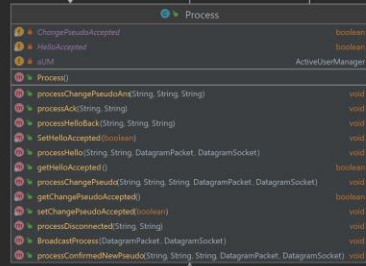 Process
ChangePseudoAccepted boolean
HelloAccepted boolean
aUM ActiveUserManager
Process()
processChangePseudoAns(String, String, String) void
processAck(String, String) void
processHelloBack(String, String, String) void
SetHelloAccepted(boolean) void
processHello(String, String, DatagramPacket, DatagramSocket) void
getHelloAccepted() boolean
processChangePseudo(String, String, String, DatagramPacket, DatagramSocket) void
getChangePseudoAccepted() boolean
setChangePseudoAccepted(boolean) void
processDisconnected(String, String) void
BroadcastProcess(DatagramPacket, DatagramSocket) void
processConfirmedNewPseudo(String, String, String, DatagramPacket, DatagramSocket) void